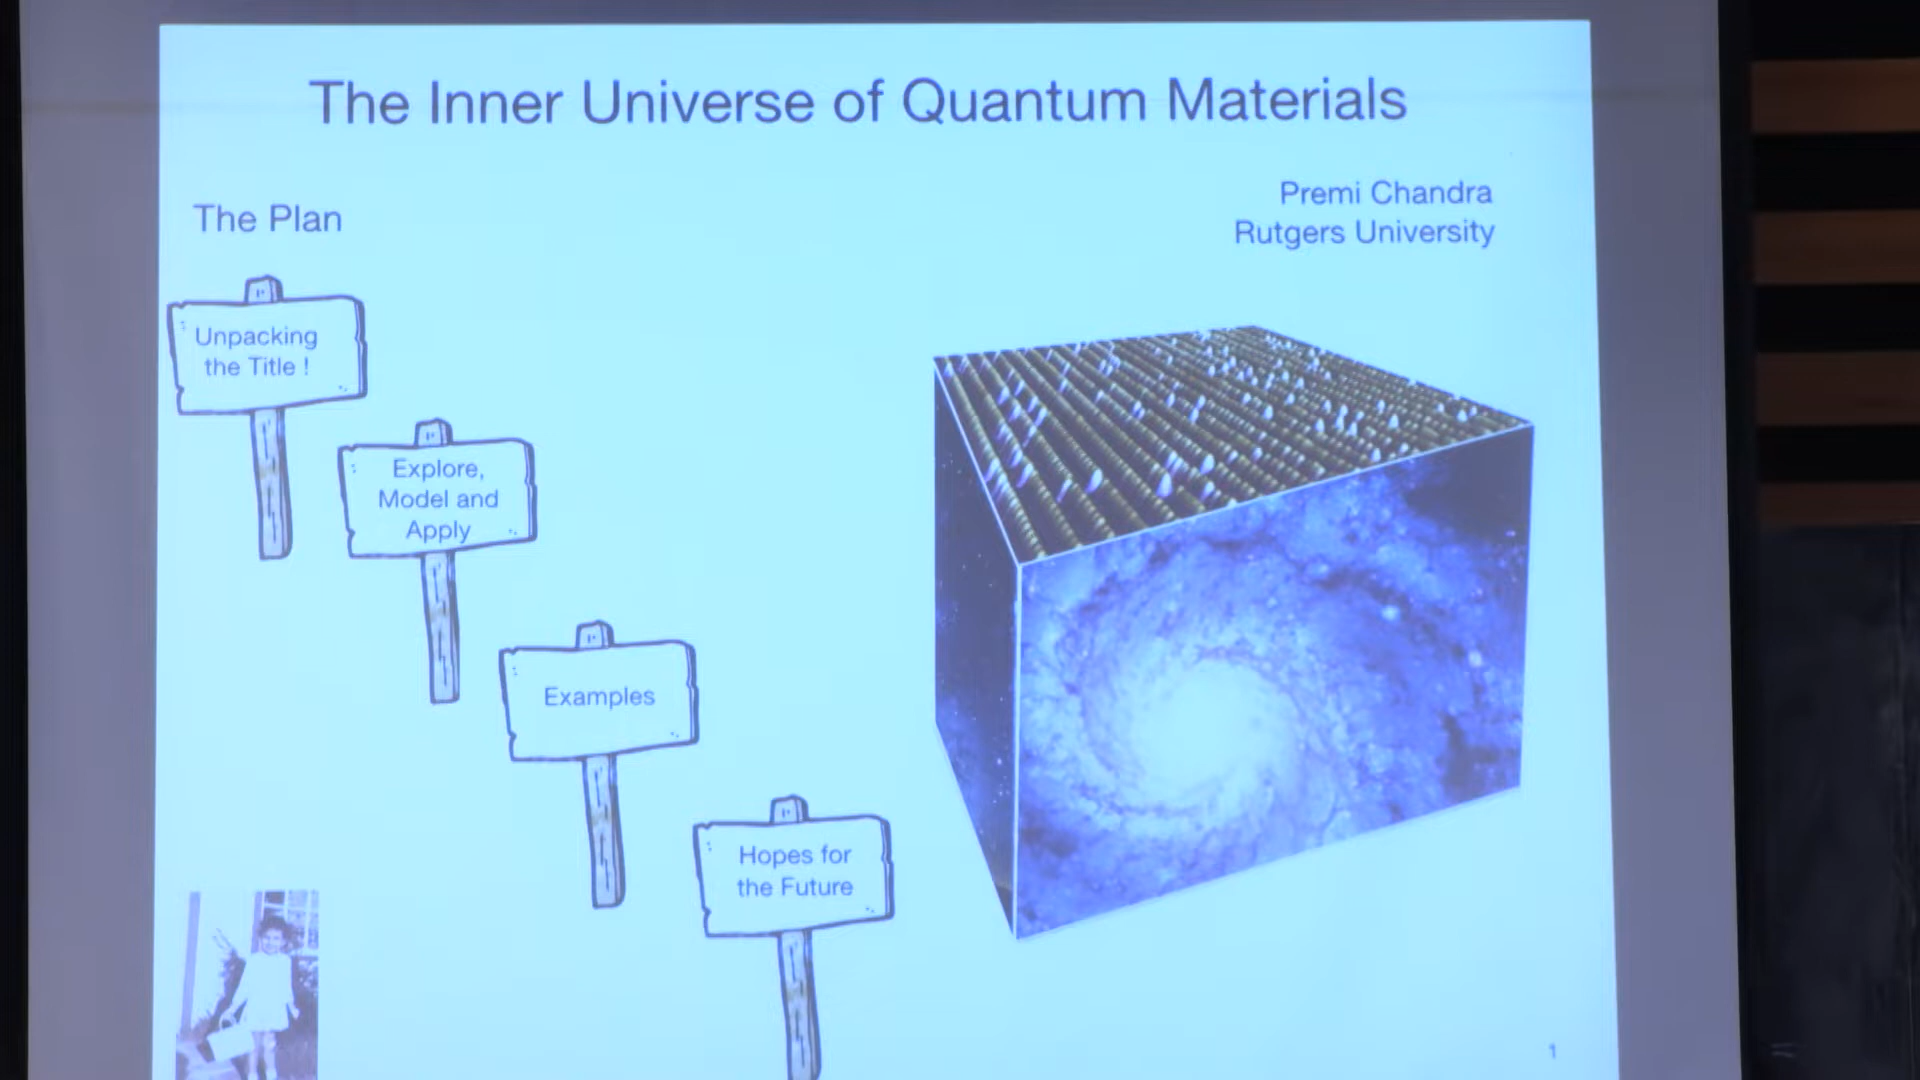 The Inner Universe of Quantum Materials
Premi Chandra
Rutgers University
The Plan
Unpacking
the Title !
Explore,
Model and
Apply
Examples
Hopes for
the Future
1